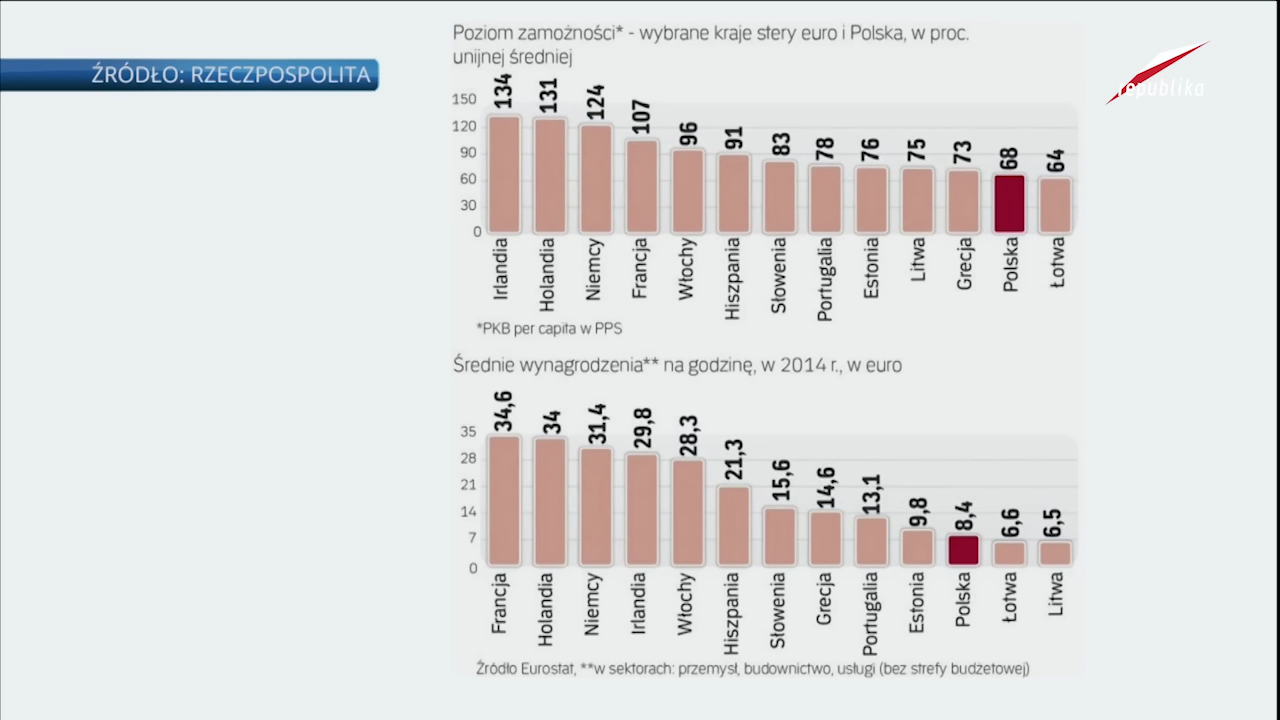 ŹRÓDŁO: RZECZPOSPOLITA
republika
Poziom zamożności* - wybrane kraje stery euro i Polska, w proc.
unijnej średniej
150
120
90
60
30
0
134
131
124
107
96
91
83
78
76
75
73
68
64
Irlandia
Holandia
Niemcy
Francja
Włochy
Hiszpania
Słowenia
Portugalia
Estonia
Litwa
Grecja
Polska
Łotwa
*PKB per capita w PPS
Średnie wynagrodzenia** na godzinę, w 2014 r., w euro
35
28
21
14
7
0
34,6
34
31,4
29,8
28,3
21,3
15,6
14,6
13,1
9,8
8,4
6,6
6,5
Francja
Holandia
Niemcy
Irlandia
Włochy
Hiszpania
Słowenia
Grecja
Portugalia
Estonia
Polska
Łotwa
Litwa
Źródło Eurostat, **w sektorach: przemysł, budownictwo, usługi (bez strefy budżetowej)